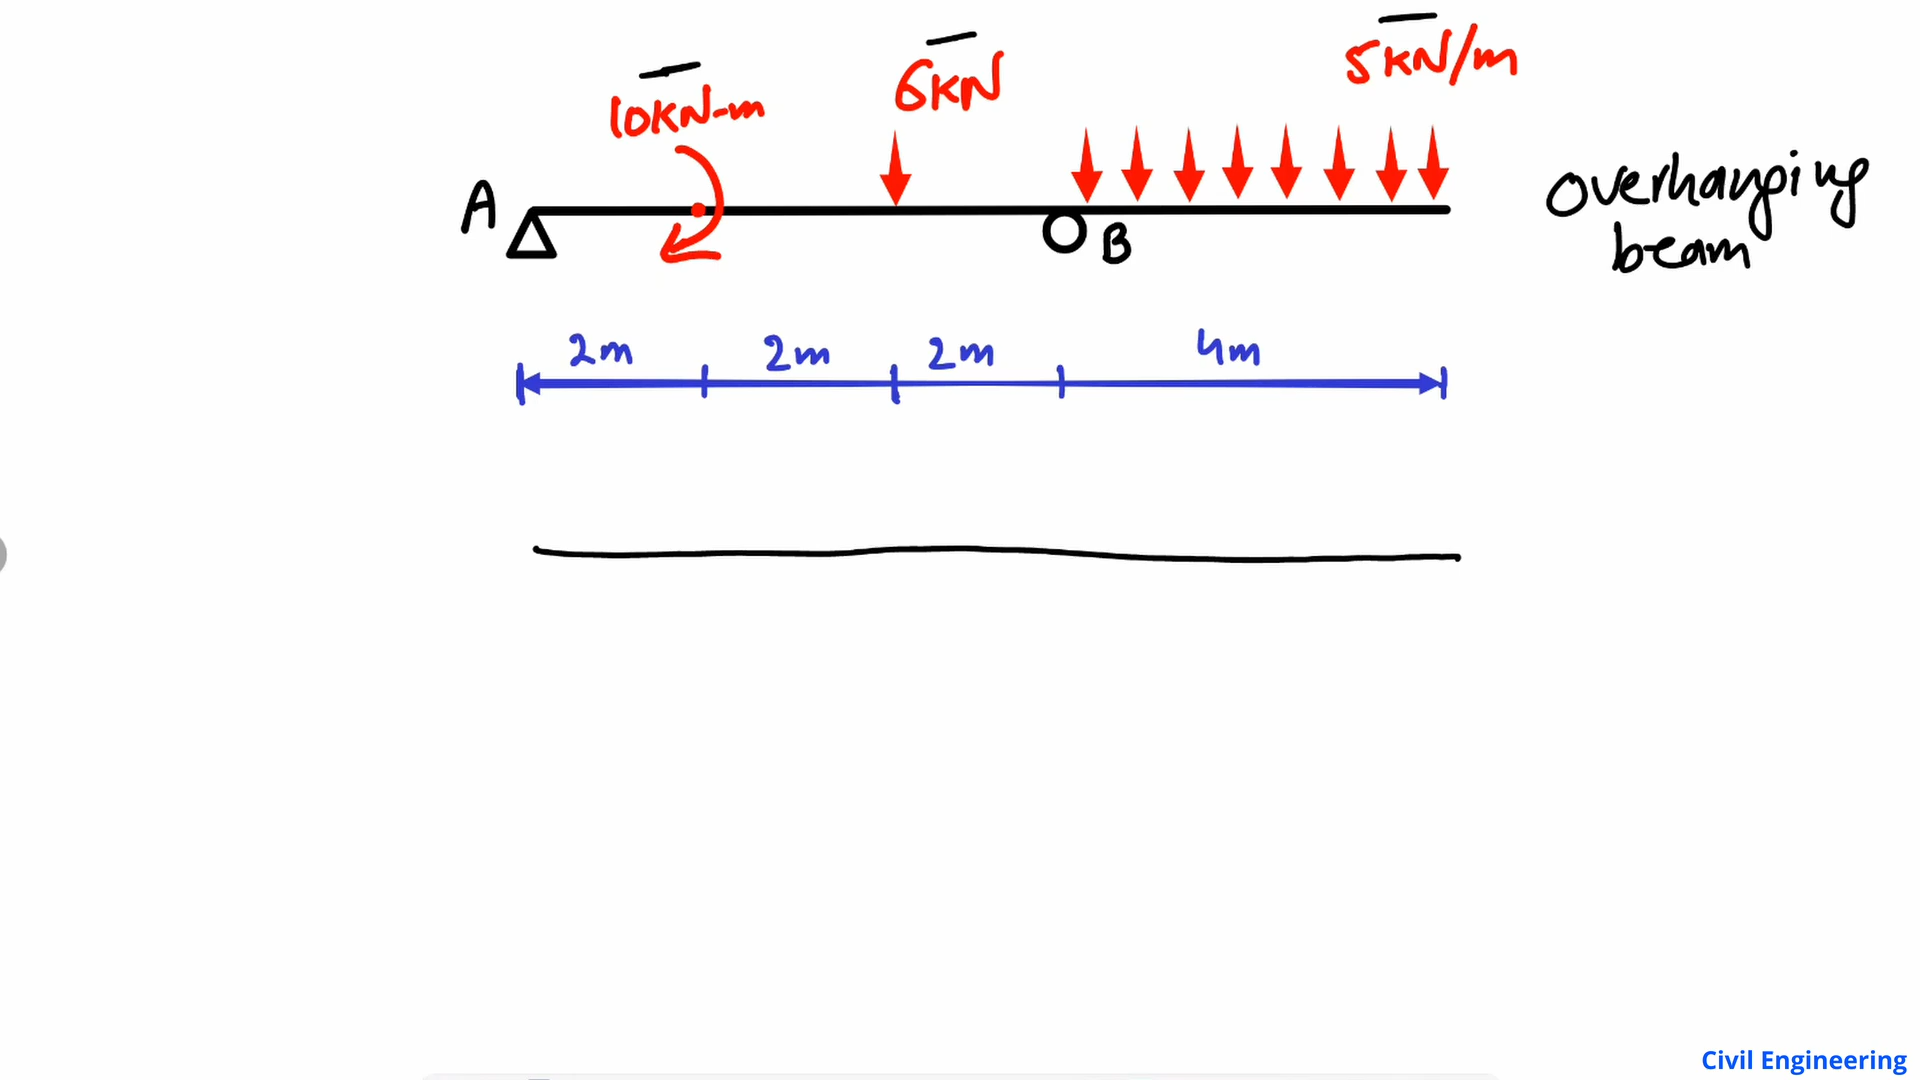 10KN-m
6KN
5KN/m
A
B
overhanging
beam
2m
2m
2m
4m
Civil Engineering